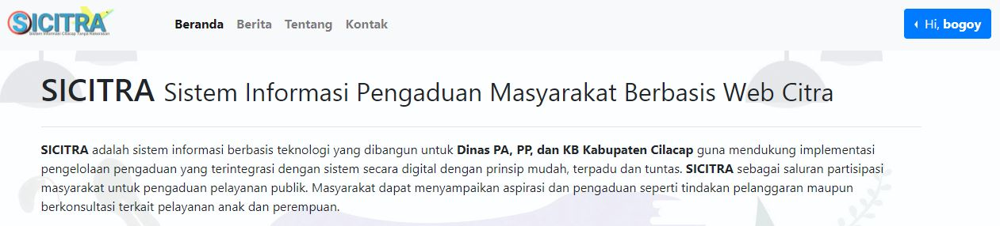 SICITRA
Sistem Informasi Cilacap Tanpa Kekerasan
Beranda Berita Tentang Kontak
Hi, bogoy
SICITRA Sistem Informasi Pengaduan Masyarakat Berbasis Web Citra
SICITRA adalah sistem informasi berbasis teknologi yang dibangun untuk Dinas PA, PP, dan KB Kabupaten Cilacap guna mendukung implementasi
pengelolaan pengaduan yang terintegrasi dengan sistem secara digital dengan prinsip mudah, terpadu dan tuntas. SICITRA sebagai saluran partisipasi
masyarakat untuk pengaduan pelayanan publik. Masyarakat dapat menyampaikan aspirasi dan pengaduan seperti tindakan pelanggaran maupun
berkonsultasi terkait pelayanan anak dan perempuan.